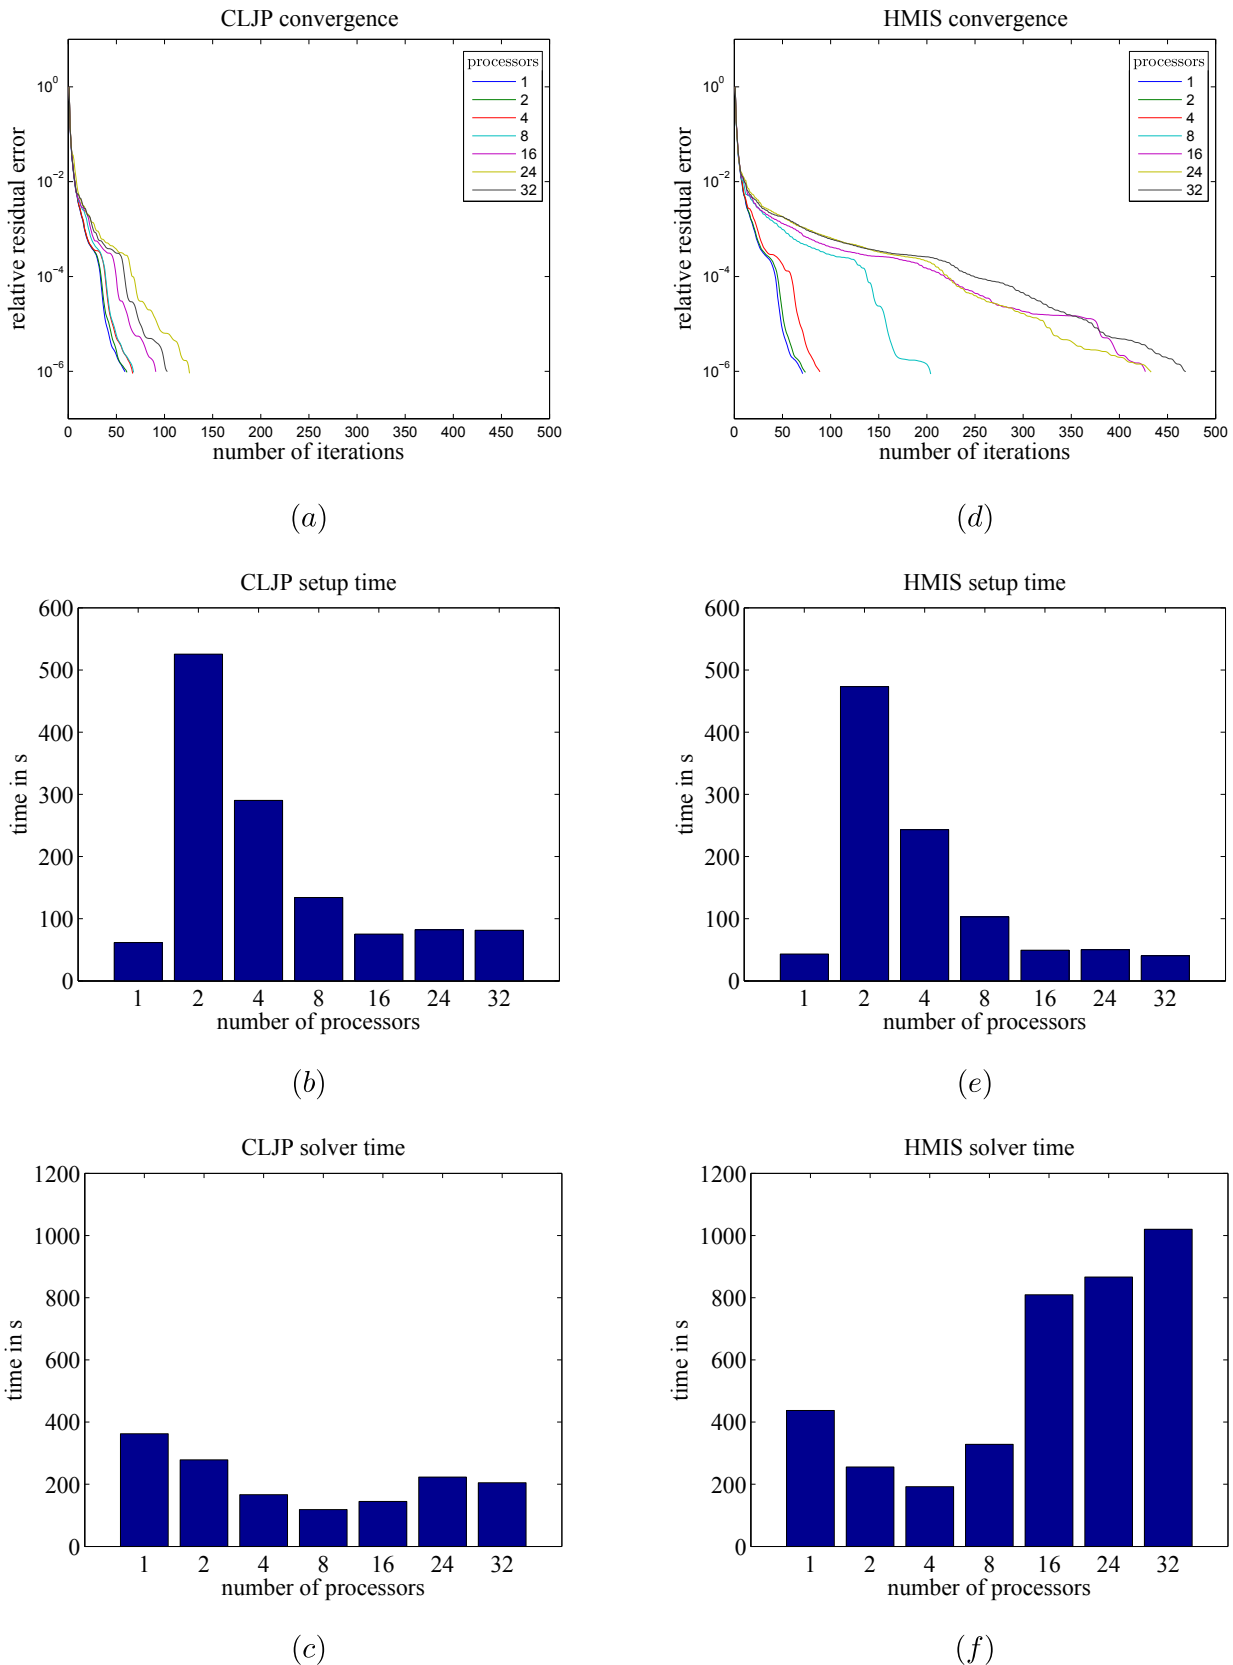 CLJP convergence
relative residual error
10^0
10^-2
10^-4
10^-6
processors
1
2
4
8
16
24
32
0 50 100 150 200 250 300 350 400 450 500
number of iterations
(a)
HMIS convergence
relative residual error
10^0
10^-2
10^-4
10^-6
processors
1
2
4
8
16
24
32
0 50 100 150 200 250 300 350 400 450 500
number of iterations
(d)
CLJP setup time
time in s
600
500
400
300
200
100
0
1 2 4 8 16 24 32
number of processors
(b)
HMIS setup time
time in s
600
500
400
300
200
100
0
1 2 4 8 16 24 32
number of processors
(e)
CLJP solver time
time in s
1200
1000
800
600
400
200
0
1 2 4 8 16 24 32
number of processors
(c)
HMIS solver time
time in s
1200
1000
800
600
400
200
0
1 2 4 8 16 24 32
number of processors
(f)